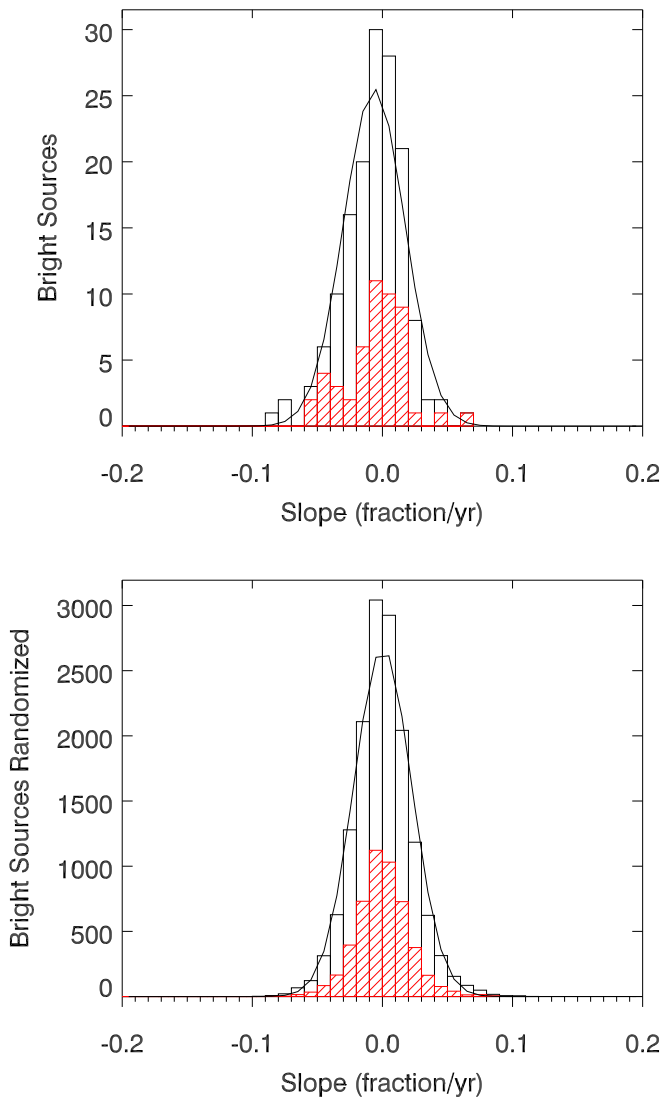 30
25
20
15
10
5
0
Bright Sources
-0.2 -0.1 0.0 0.1 0.2
Slope (fraction/yr)
3000
2500
2000
1500
1000
500
0
Bright Sources Randomized
-0.2 -0.1 0.0 0.1 0.2
Slope (fraction/yr)